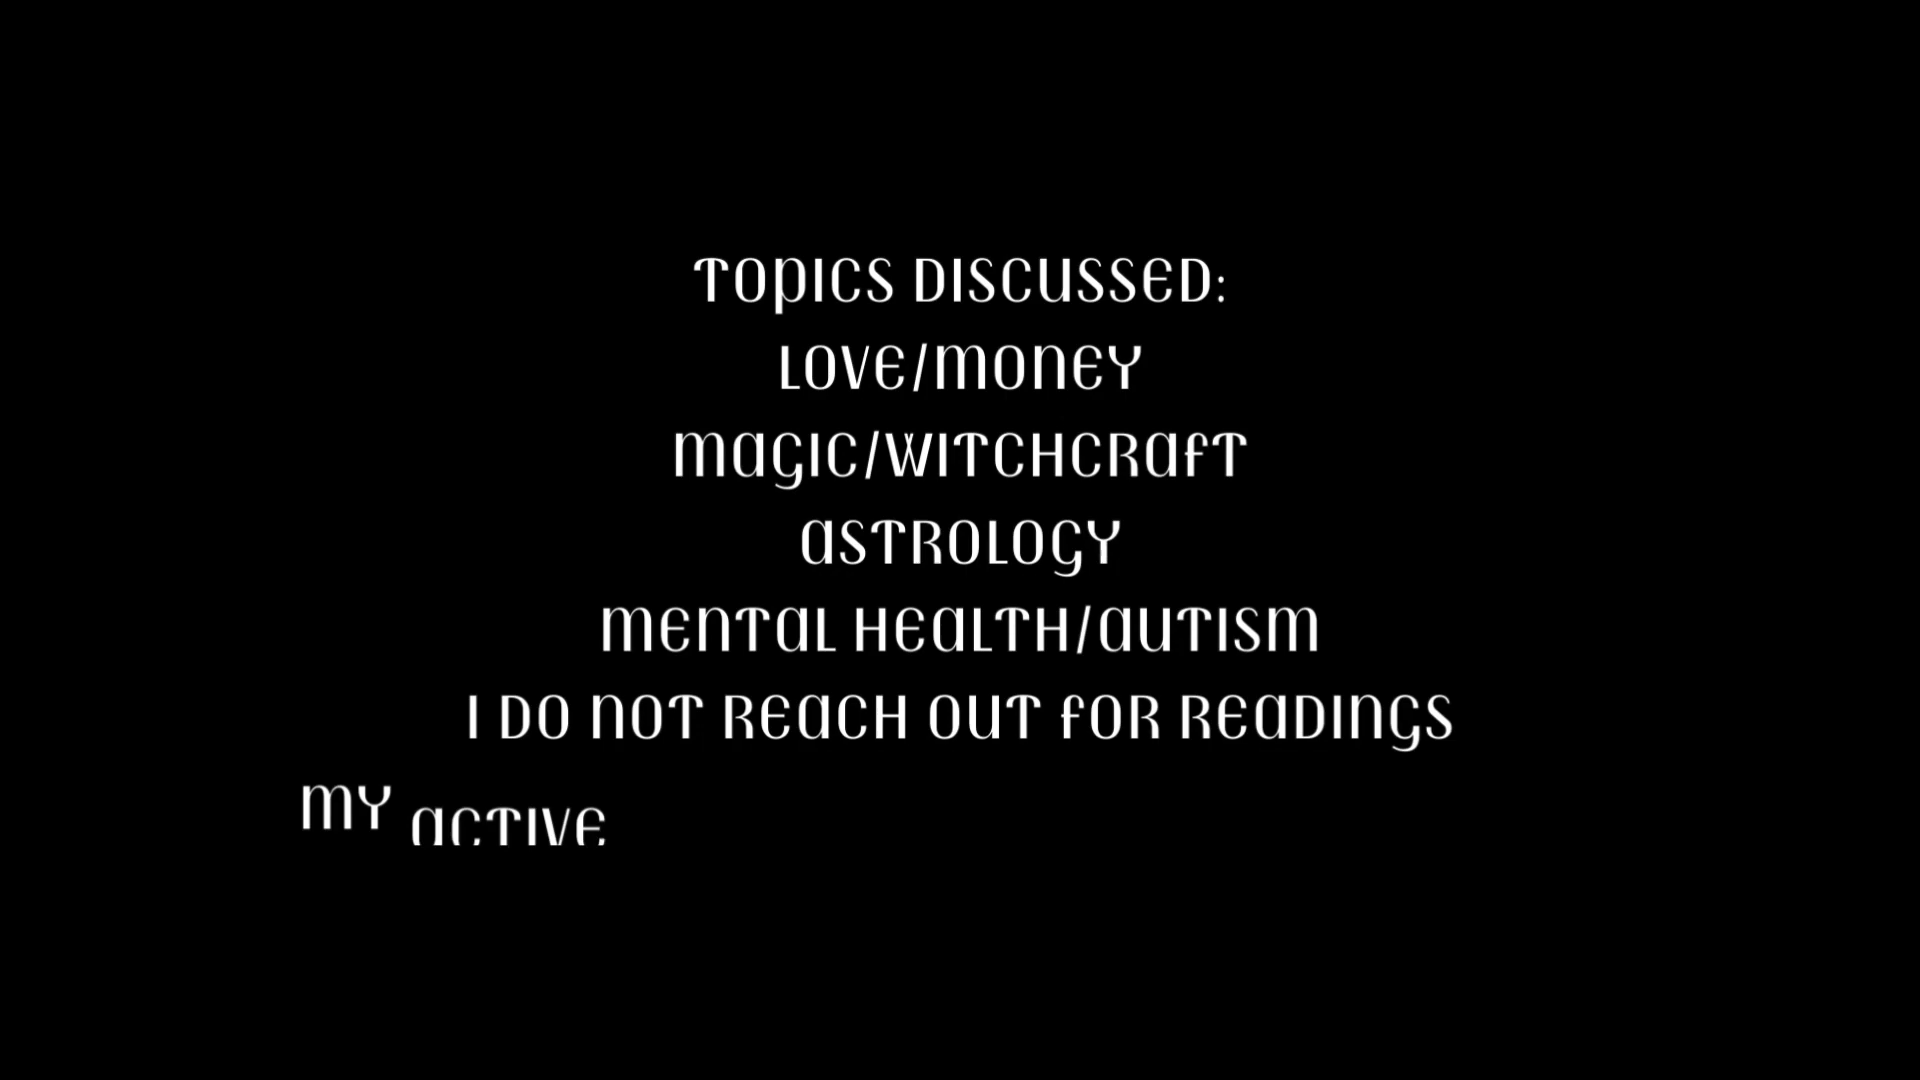 TOPICS DISCUSSED:
LOVE/MONEY
MAGIC/WITCHCRAFT
ASTROLOGY
MENTAL HEALTH/AUTISM
I DO NOT REACH OUT FOR READINGS
MY ACTIVE